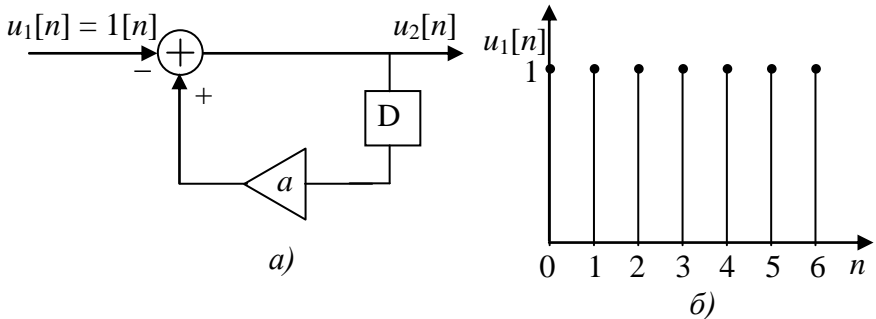 u₁[n] = 1[n]
u₂[n]
−
+
D
a
а)
u₁[n]
1
0 1 2 3 4 5 6 n
б)